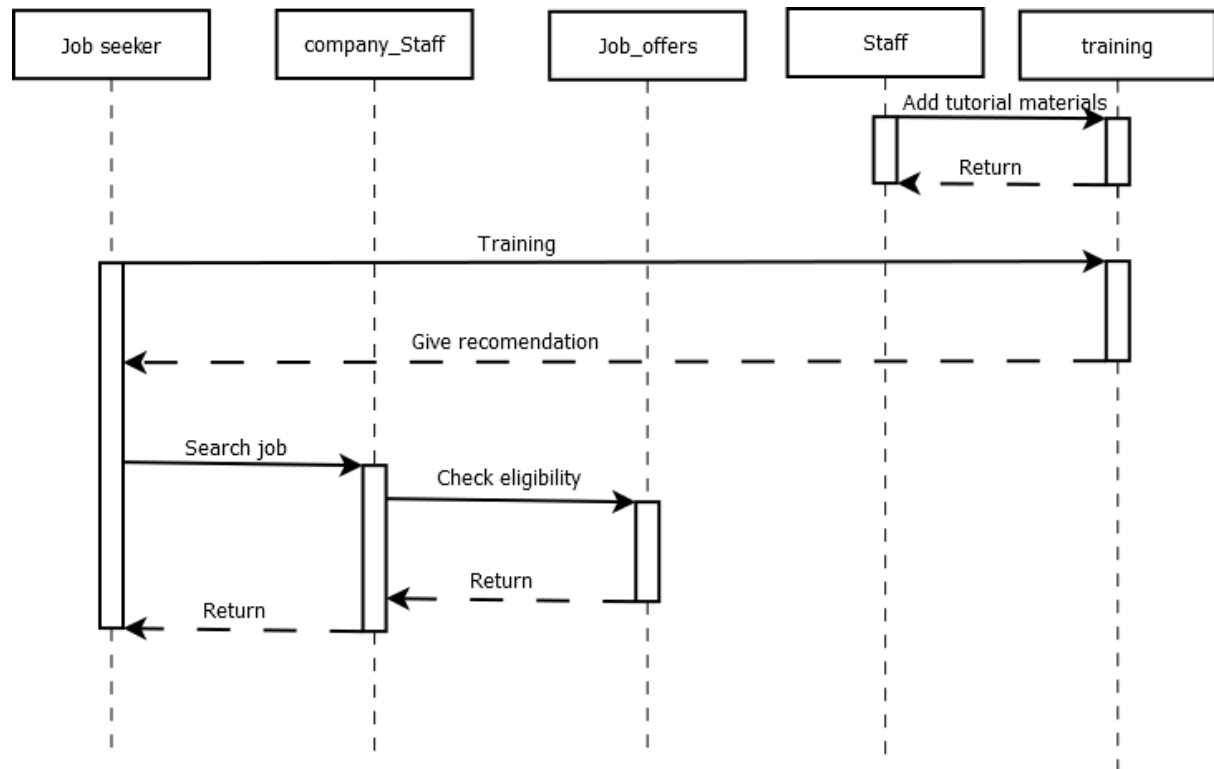 Job seeker
company_Staff
Job_offers
Staff
training
Add tutorial materials
Return
Training
Give recomendation
Search job
Check eligibility
Return
Return